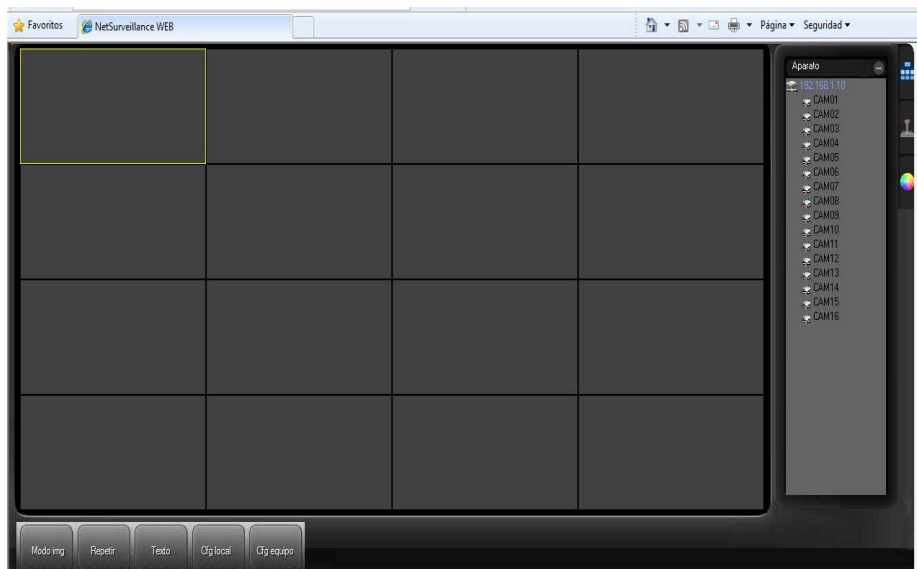 Favoritos
NetSurveillance WEB
Página
Seguridad
Aparato
192.168.1.10
CAM01
CAM02
CAM03
CAM04
CAM05
CAM06
CAM07
CAM08
CAM09
CAM10
CAM11
CAM12
CAM13
CAM14
CAM15
CAM16
Modo img
Repetir
Texto
Cfg local
Cfg equipo